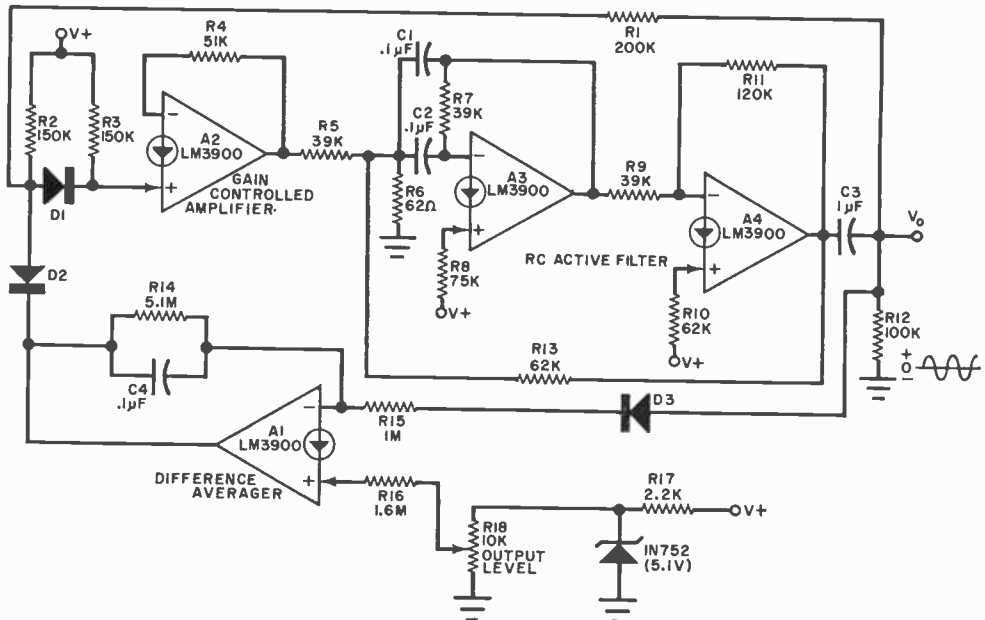 R1
200K
V+
R4
51K
C1
.1µF
R11
120K
R2
150K
R3
150K
R7
39K
C2
.1µF
A2
LM3900
R5
39K
A3
LM3900
R9
39K
A4
LM3900
C3
1µF
Vo
GAIN
CONTROLLED
AMPLIFIER.
D1
R6
62Ω
RC ACTIVE FILTER
D2
R8
75K
V+
R10
62K
V+
R12
100K
+
0
−
R14
5.1M
C4
.1µF
R13
62K
D3
A1
LM3900
R15
1M
DIFFERENCE
AVERAGER
R16
1.6M
R17
2.2K
V+
R18
10K
OUTPUT
LEVEL
IN752
(5.1V)